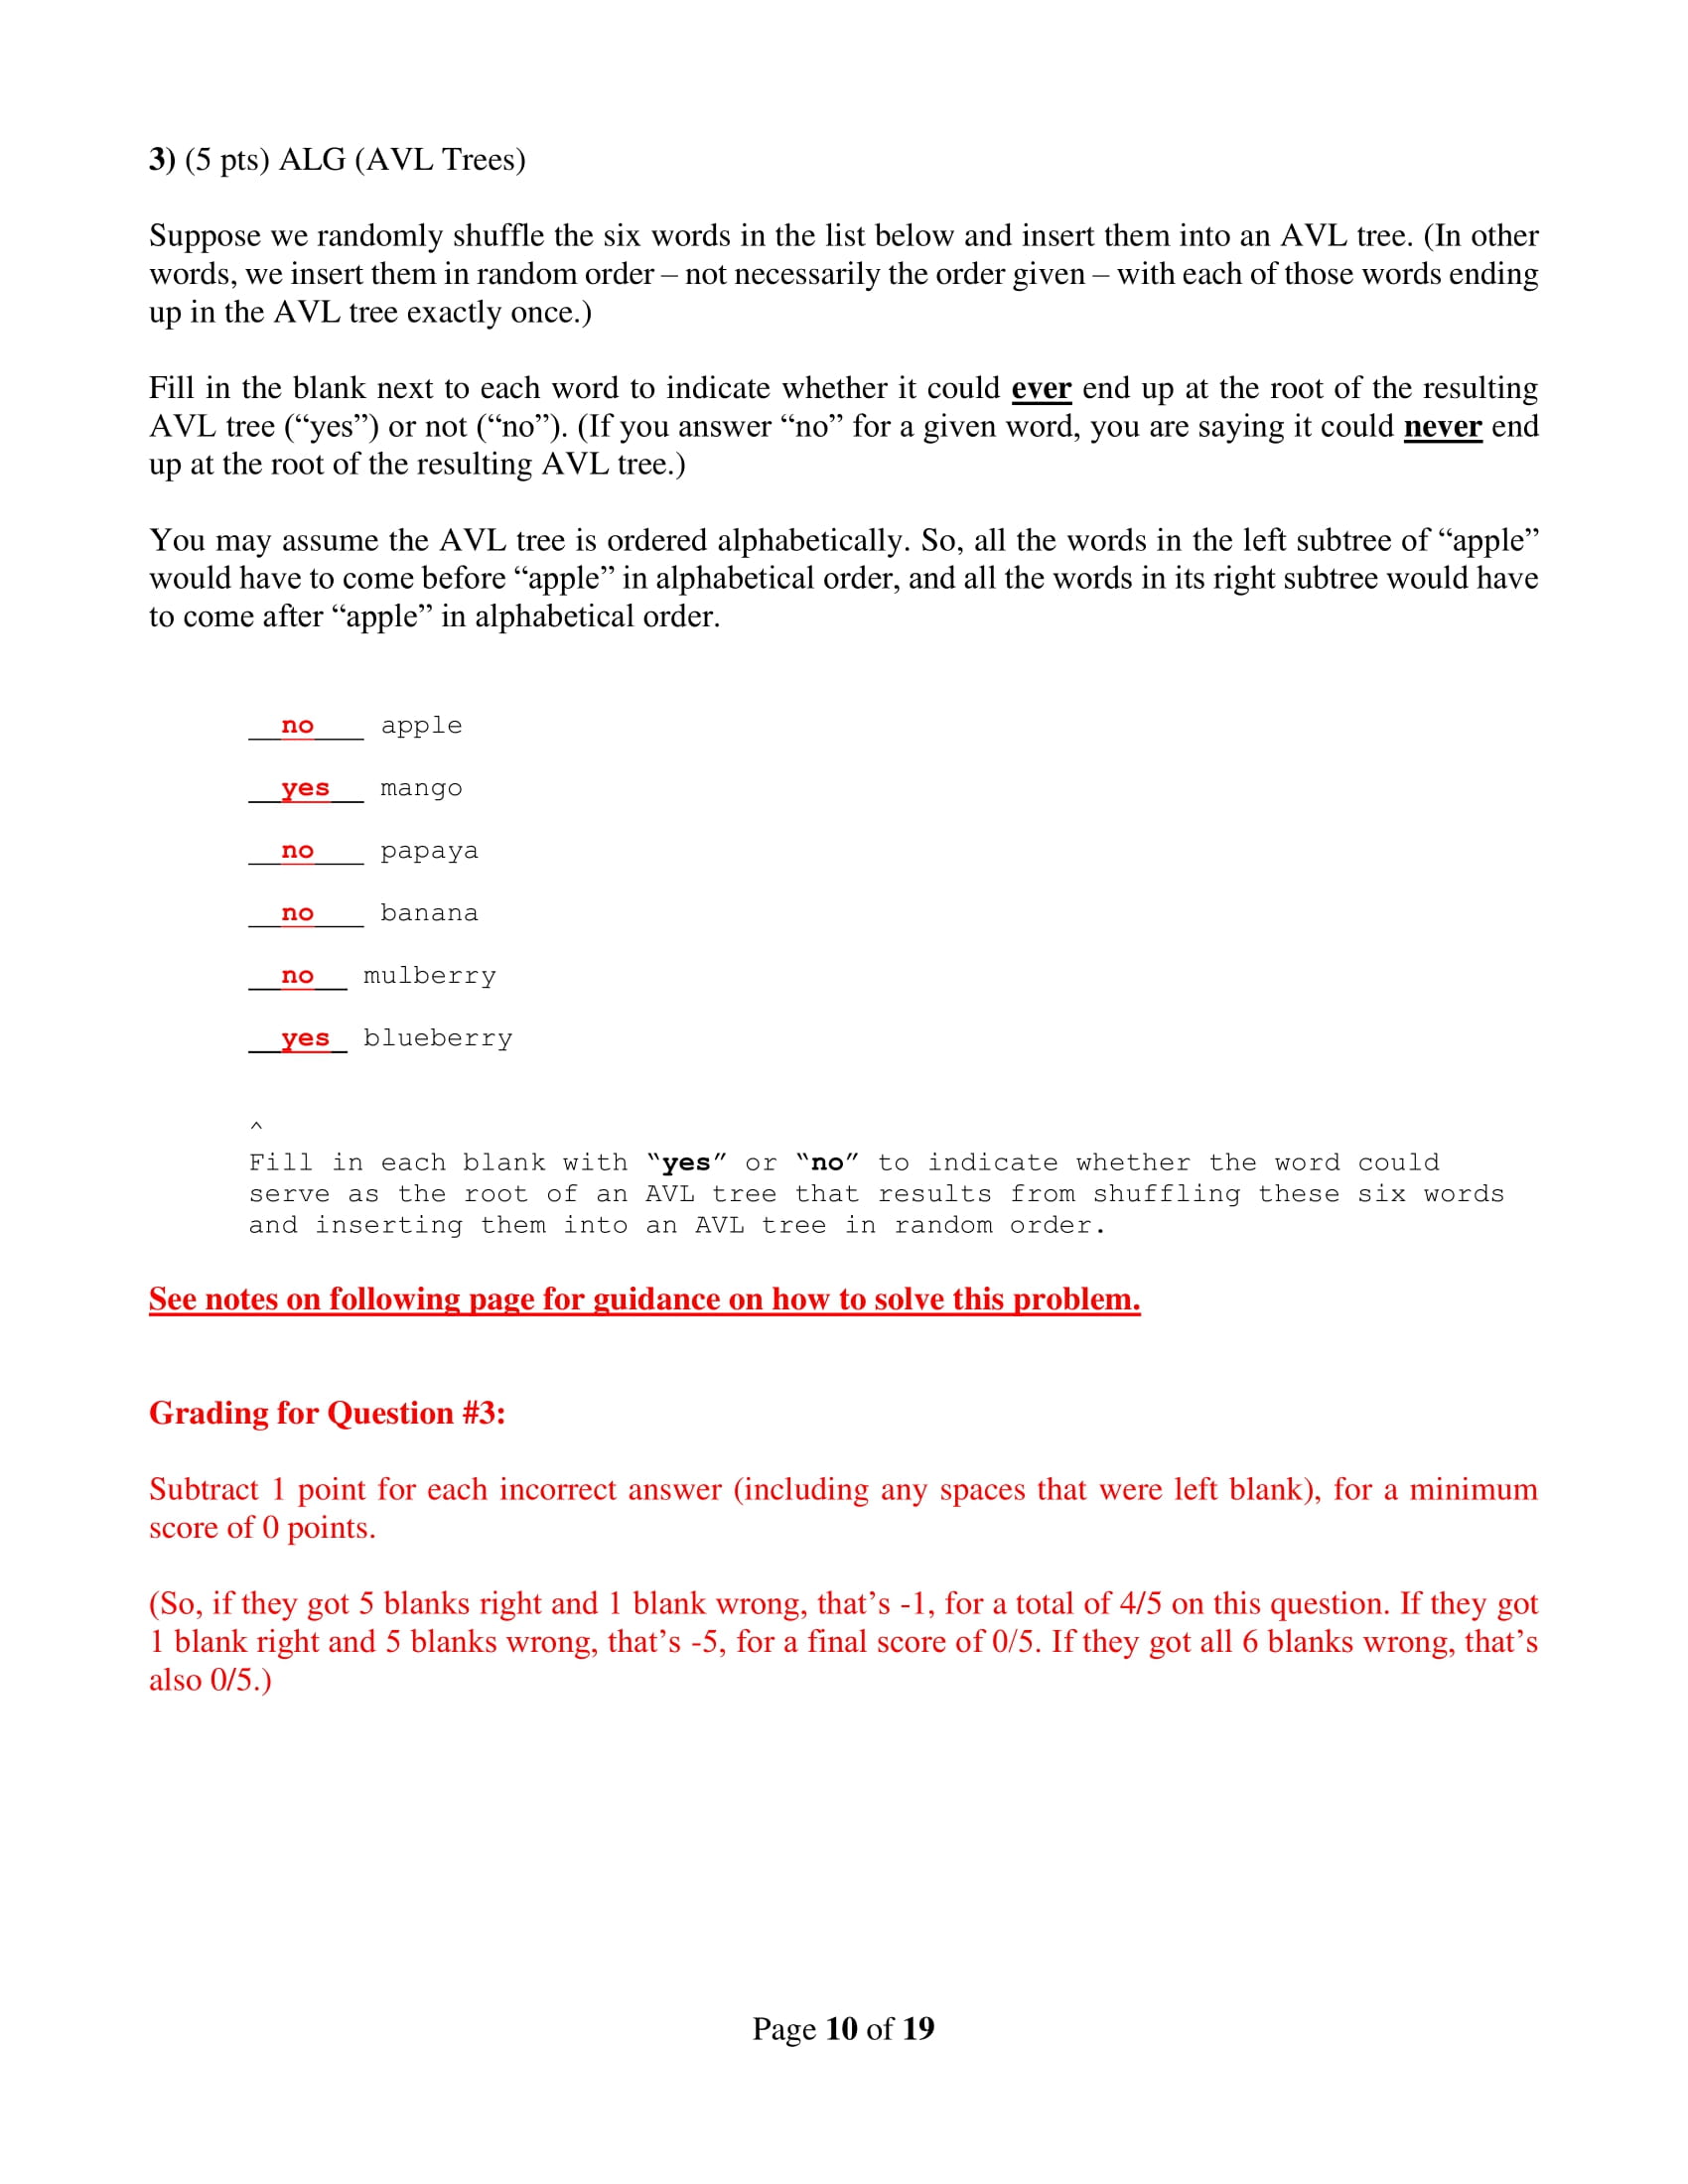 3) (5 pts) ALG (AVL Trees)
Suppose we randomly shuffle the six words in the list below and insert them into an AVL tree. (In other
words, we insert them in random order – not necessarily the order given – with each of those words ending
up in the AVL tree exactly once.)
Fill in the blank next to each word to indicate whether it could ever end up at the root of the resulting
AVL tree (“yes”) or not (“no”). (If you answer “no” for a given word, you are saying it could never end
up at the root of the resulting AVL tree.)
You may assume the AVL tree is ordered alphabetically. So, all the words in the left subtree of “apple”
would have to come before “apple” in alphabetical order, and all the words in its right subtree would have
to come after “apple” in alphabetical order.
__no___ apple
__yes__ mango
__no___ papaya
__no___ banana
__no__ mulberry
__yes_ blueberry
^
Fill in each blank with “yes” or “no” to indicate whether the word could
serve as the root of an AVL tree that results from shuffling these six words
and inserting them into an AVL tree in random order.
See notes on following page for guidance on how to solve this problem.
Grading for Question #3:
Subtract 1 point for each incorrect answer (including any spaces that were left blank), for a minimum
score of 0 points.
(So, if they got 5 blanks right and 1 blank wrong, that’s -1, for a total of 4/5 on this question. If they got
1 blank right and 5 blanks wrong, that’s -5, for a final score of 0/5. If they got all 6 blanks wrong, that’s
also 0/5.)
Page 10 of 19